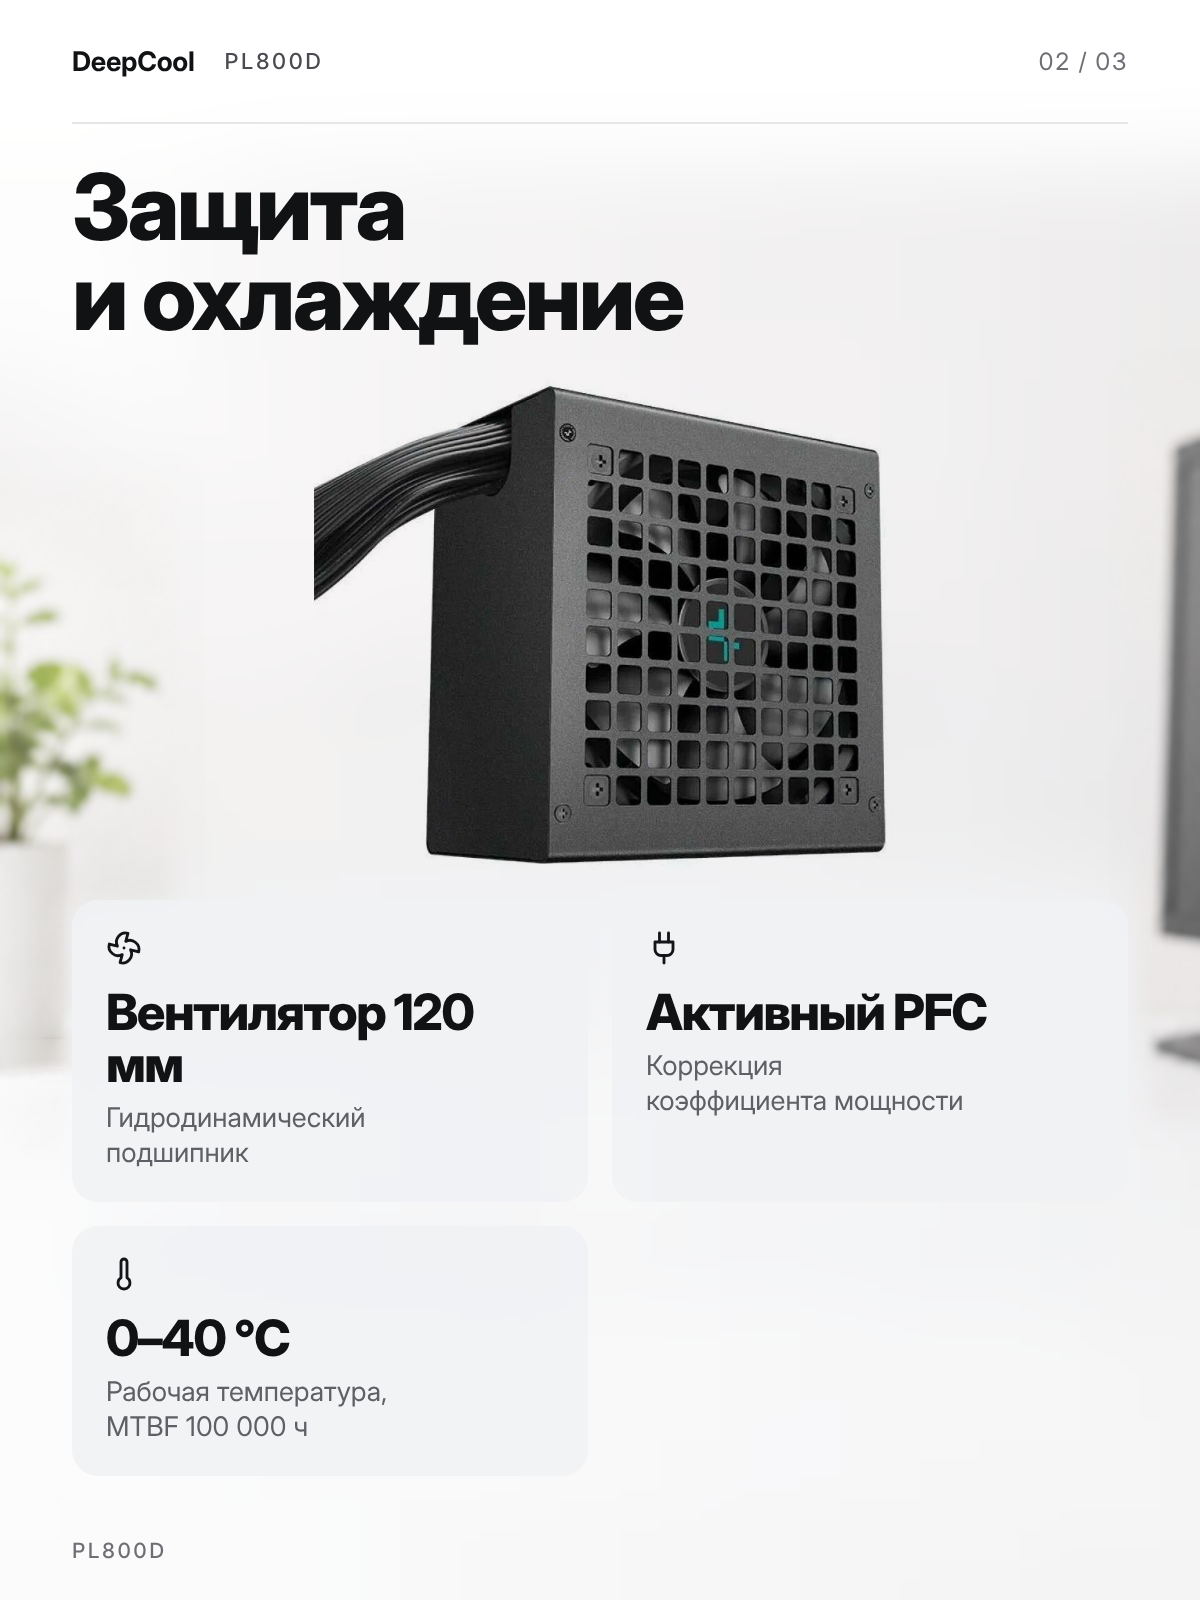 DeepCool PL800D 02 / 03
Защита
и охлаждение
Вентилятор 120
мм
Гидродинамический
подшипник
Активный PFC
Коррекция
коэффициента мощности
0–40 °C
Рабочая температура,
MTBF 100 000 ч
PL800D